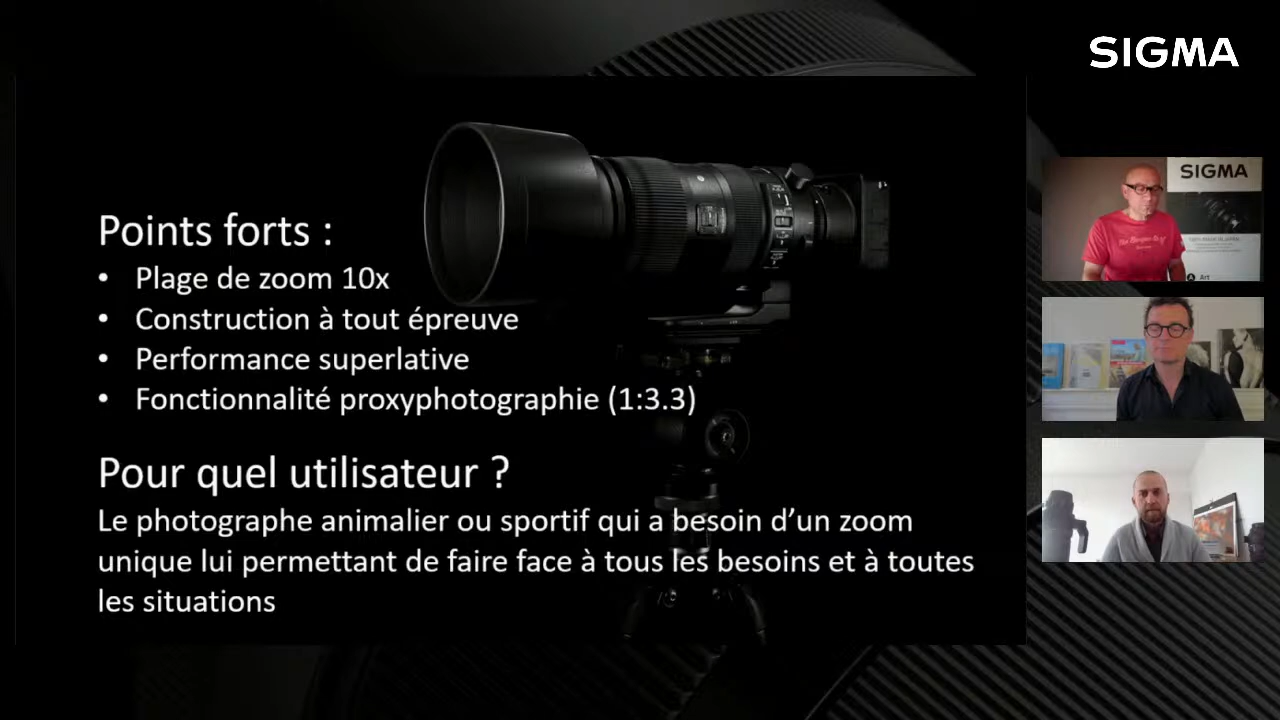 SIGMA
Points forts :
• Plage de zoom 10x
• Construction à tout épreuve
• Performance superlative
• Fonctionnalité proxyphotographie (1:3.3)
Pour quel utilisateur ?
Le photographe animalier ou sportif qui a besoin d’un zoom
unique lui permettant de faire face à tous les besoins et à toutes
les situations
SIGMA
Art